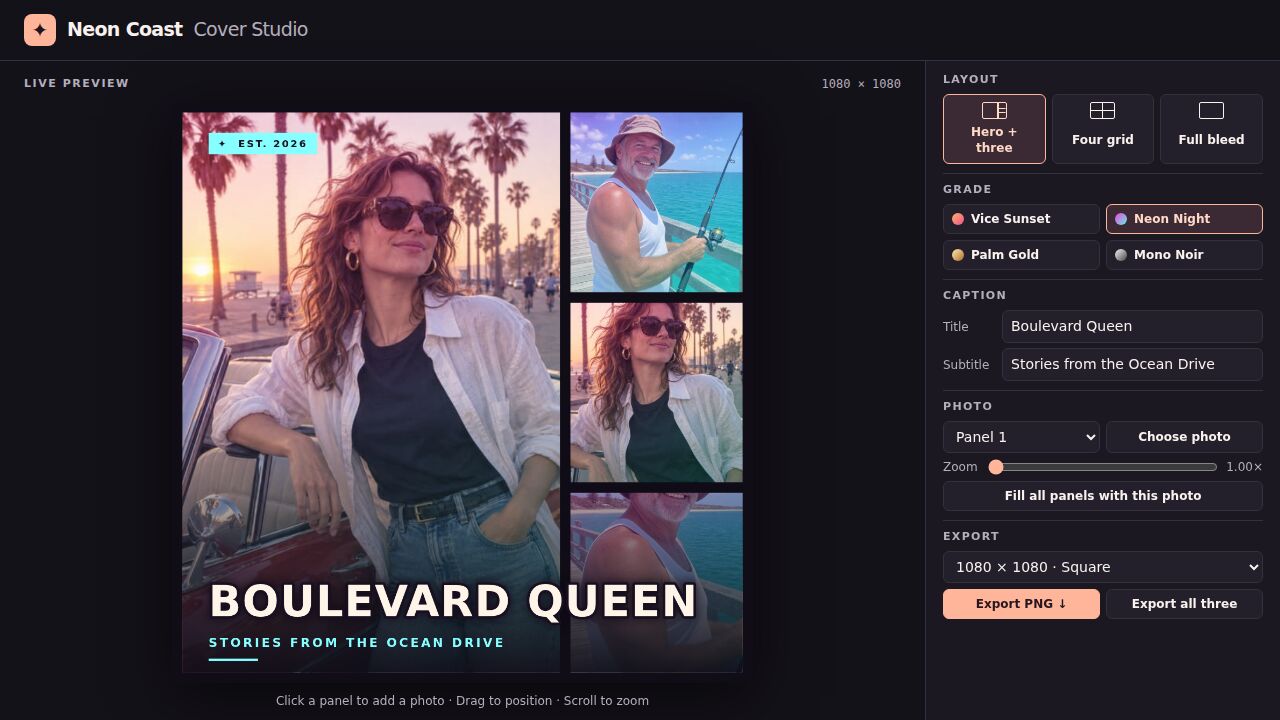 ✦ Neon Coast Cover Studio
LIVE PREVIEW
1080 × 1080
✦ EST. 2026
BOULEVARD QUEEN
STORIES FROM THE OCEAN DRIVE
Click a panel to add a photo · Drag to position · Scroll to zoom
LAYOUT
Hero +
three
Four grid
Full bleed
GRADE
Vice Sunset
Neon Night
Palm Gold
Mono Noir
CAPTION
Title
Boulevard Queen
Subtitle
Stories from the Ocean Drive
PHOTO
Panel 1
Choose photo
Zoom
1.00×
Fill all panels with this photo
EXPORT
1080 × 1080 · Square
Export PNG ↓
Export all three